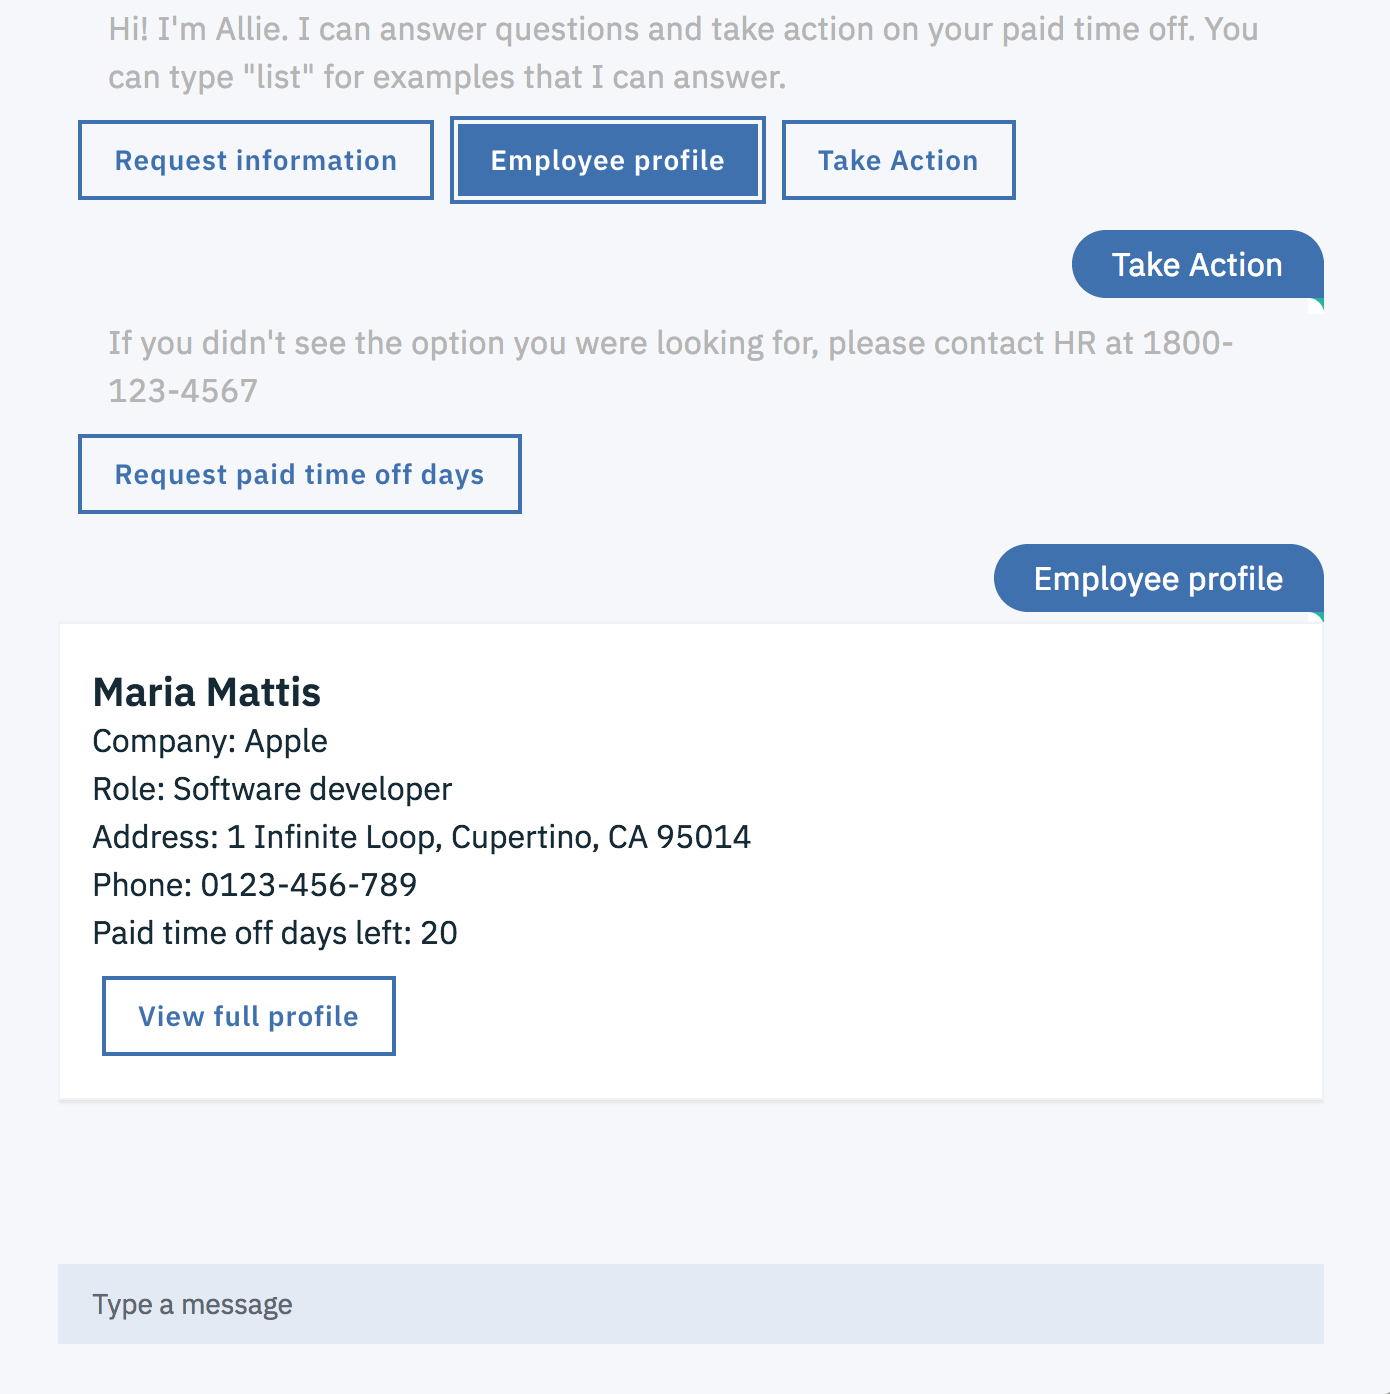 Hi! I'm Allie. I can answer questions and take action on your paid time off. You
can type "list" for examples that I can answer.
Request information Employee profile Take Action
Take Action
If you didn't see the option you were looking for, please contact HR at 1800-
123-4567
Request paid time off days
Employee profile
Maria Mattis
Company: Apple
Role: Software developer
Address: 1 Infinite Loop, Cupertino, CA 95014
Phone: 0123-456-789
Paid time off days left: 20
View full profile
Type a message